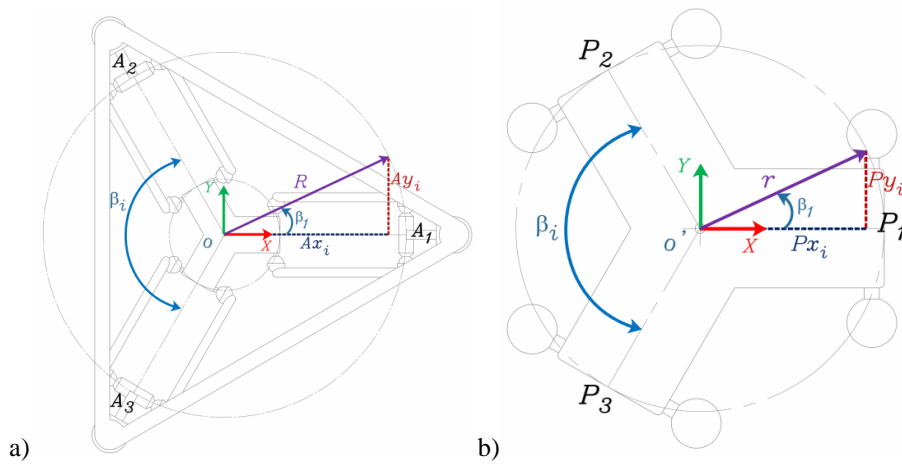 A₂
Y
R
Ayᵢ
βᵢ
β₁
A₁
o
X
Axᵢ
A₃
a)
P₂
Y
r
Pyᵢ
βᵢ
β₁
P₁
o'
X
Pxᵢ
P₃
b)